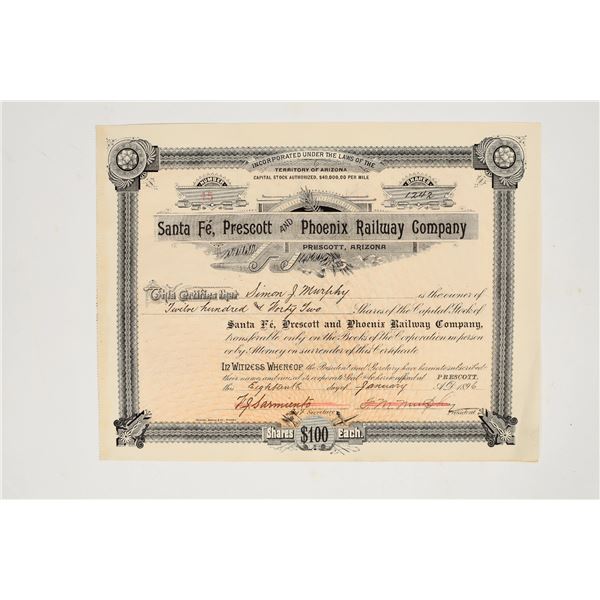 INCORPORATED UNDER THE LAWS OF THE
TERRITORY OF ARIZONA
CAPITAL STOCK AUTHORIZED, $40,000.00 PER MILE
NUMBER
SHARES
1242
Santa Fé, Prescott AND Phoenix Railway Company
PRESCOTT, ARIZONA
This Certifies that Simon J. Murphy is the owner of
Twelve hundred & Forty Two Shares of the Capital Stock of
Santa Fé, Prescott and Phoenix Railway Company,
transferable only on the Books of the Corporation in person
or by Attorney on surrender of this Certificate.
IN WITNESS WHEREOF the President and Secretary have hereunto subscribed
their names and caused its corporate Seal to be hereto affixed at PRESCOTT,
this day of January A.D. 1896
Secretary
President
Shares $100 Each.